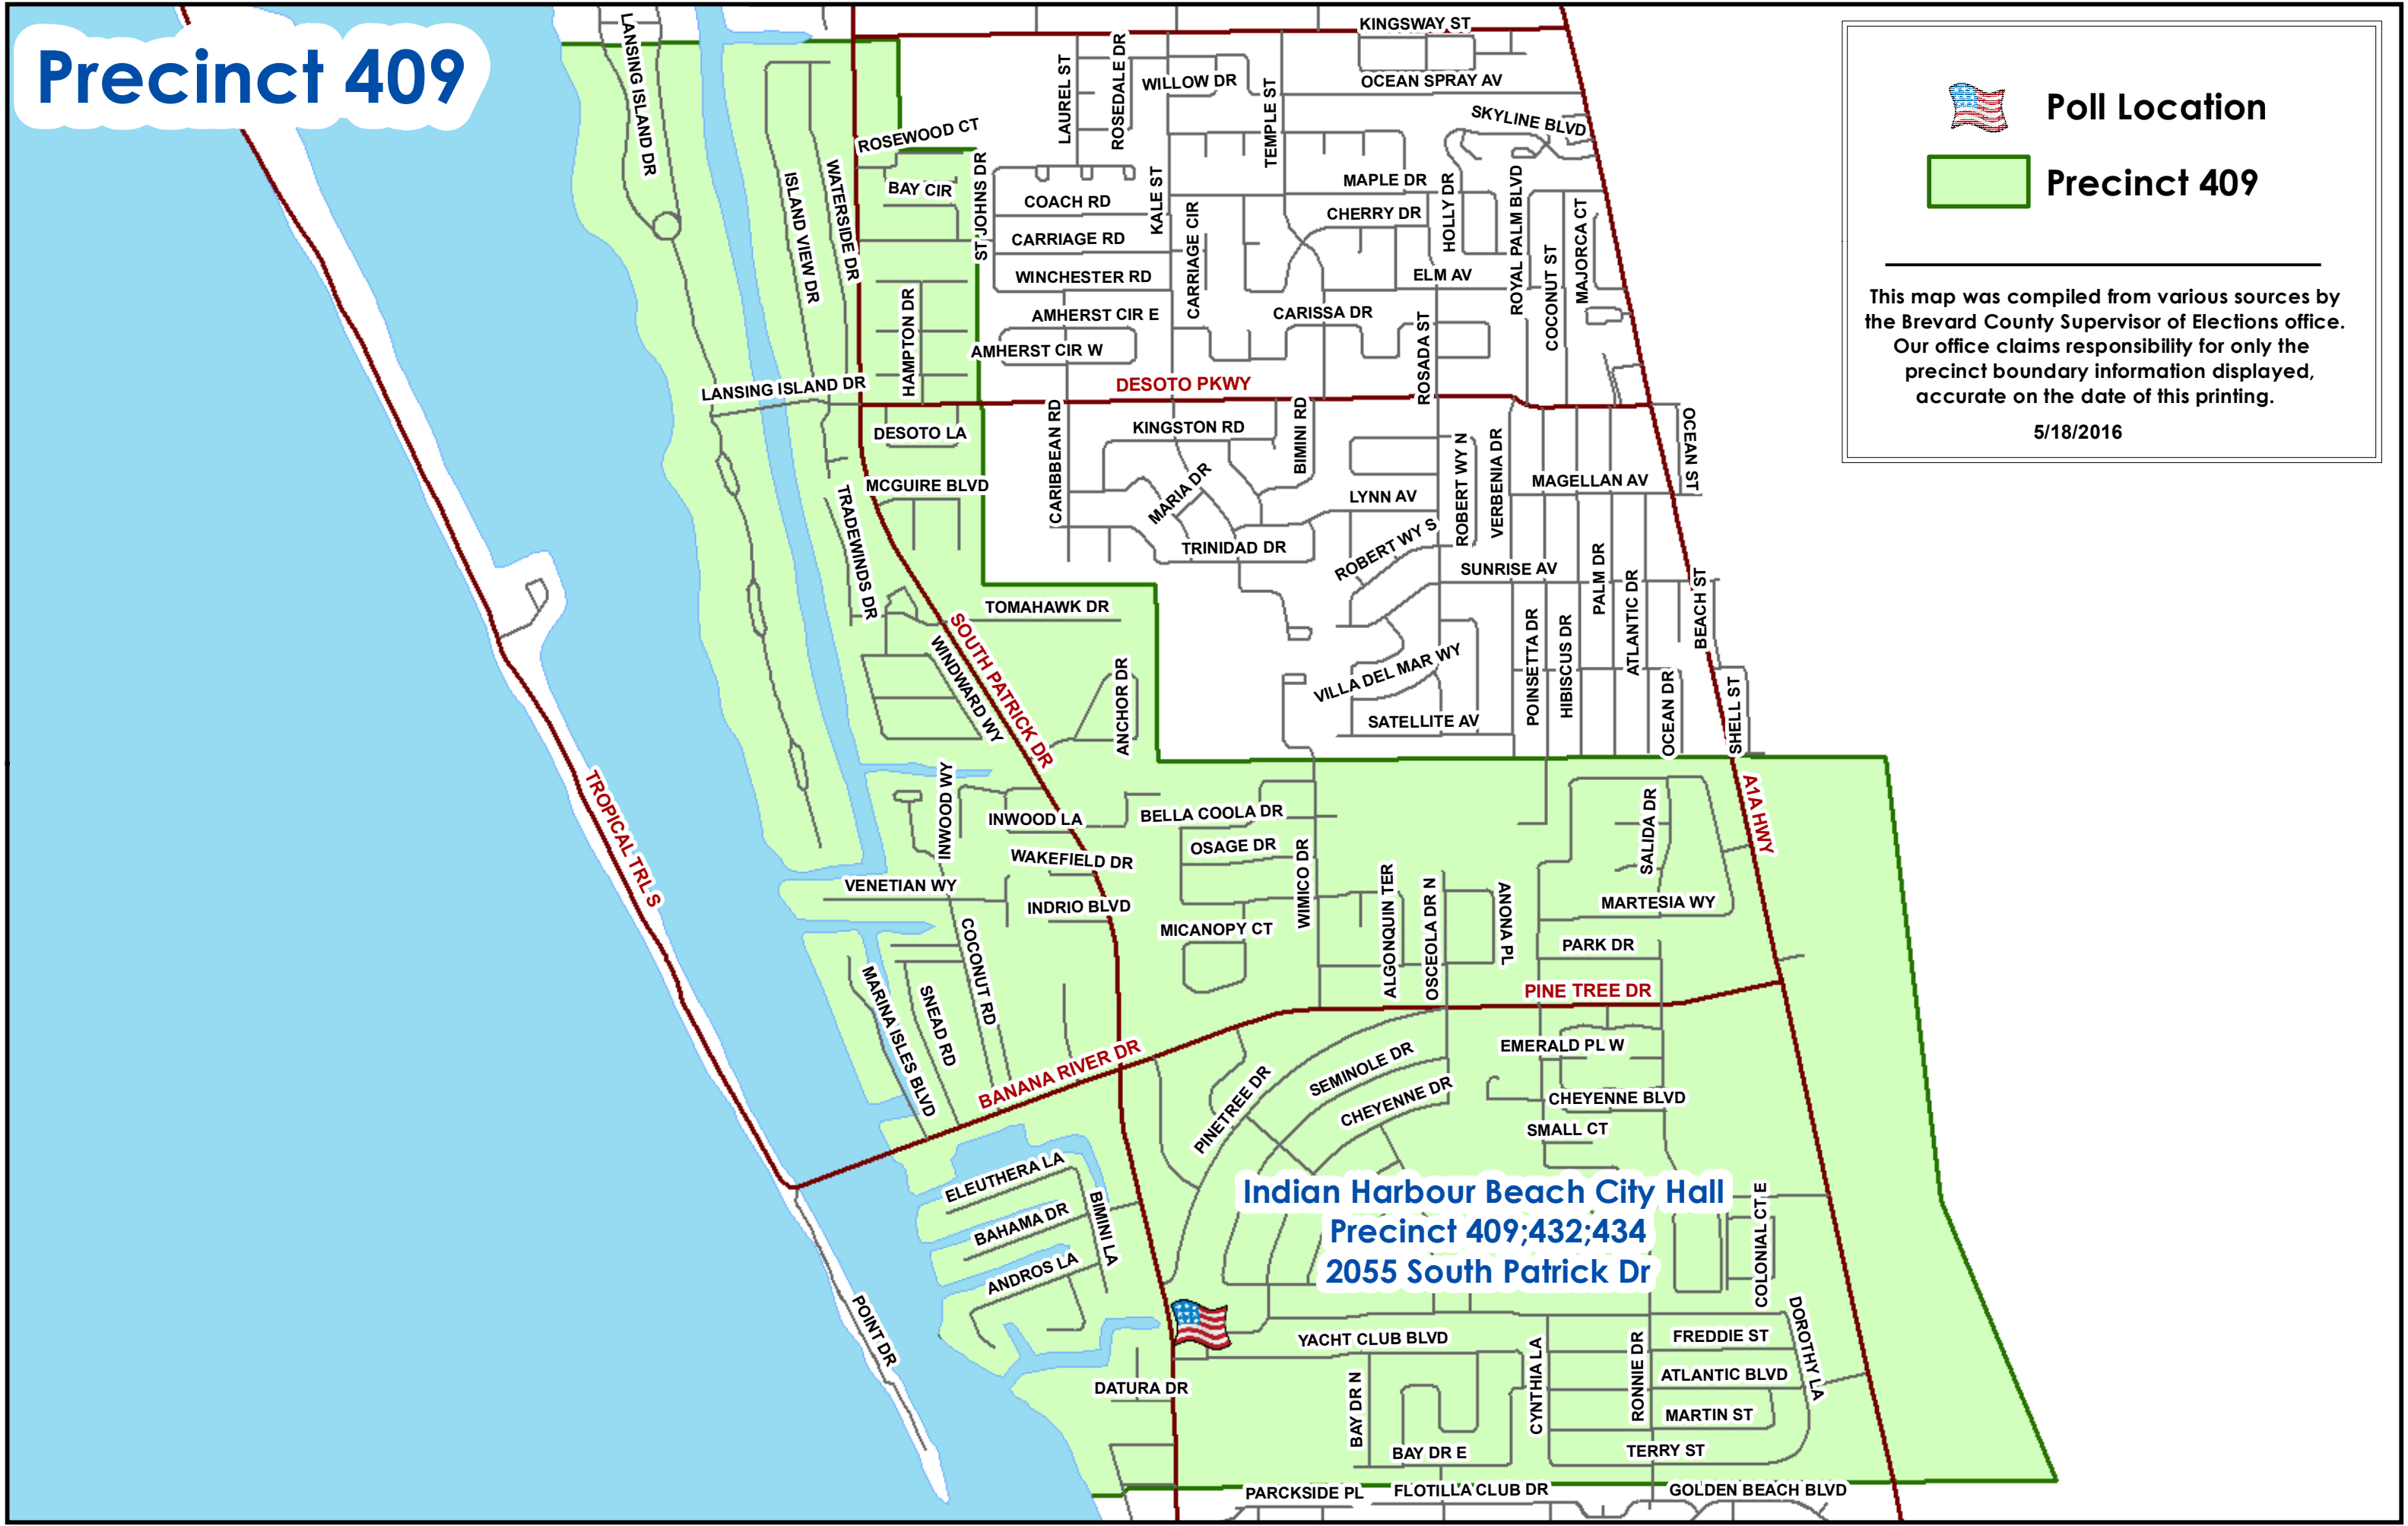 Precinct 409
Poll Location
Precinct 409
This map was compiled from various sources by
the Brevard County Supervisor of Elections office.
Our office claims responsibility for only the
precinct boundary information displayed,
accurate on the date of this printing.
5/18/2016
KINGSWAY ST
LANSING ISLAND DR
LAUREL ST
ROSEDALE DR
WILLOW DR
TEMPLE ST
OCEAN SPRAY AV
SKYLINE BLVD
ROSEWOOD CT
ISLAND VIEW DR
WATERSIDE DR
BAY CIR
ST JOHNS DR
COACH RD
KALE ST
MAPLE DR
HOLLY DR
ROYAL PALM BLVD
CARRIAGE RD
CARRIAGE CIR
CHERRY DR
COCONUT ST
MAJORCA CT
WINCHESTER RD
ELM AV
HAMPTON DR
AMHERST CIR E
CARISSA DR
ROSADA ST
AMHERST CIR W
LANSING ISLAND DR
DESOTO PKWY
DESOTO LA
CARIBBEAN RD
KINGSTON RD
BIMINI RD
OCEAN ST
MCGUIRE BLVD
MARIA DR
LYNN AV
ROBERT WY N
VERBENIA DR
MAGELLAN AV
TRADEWINDS DR
TRINIDAD DR
ROBERT WY S
SUNRISE AV
PALM DR
ATLANTIC DR
BEACH ST
TOMAHAWK DR
SOUTH PATRICK DR
WINDWARD WY
ANCHOR DR
VILLA DEL MAR WY
POINSETTA DR
HIBISCUS DR
OCEAN DR
SHELL ST
SATELLITE AV
TROPICAL TRL S
INWOOD WY
INWOOD LA
BELLA COOLA DR
SALIDA DR
A1A HWY
OSAGE DR
WAKEFIELD DR
WIMICO DR
ALGONQUIN TER
OSCEOLA DR N
ANONA PL
VENETIAN WY
INDRIO BLVD
MARTESIA WY
MICANOPY CT
COCONUT RD
PARK DR
MARINA ISLES BLVD
SNEAD RD
PINE TREE DR
BANANA RIVER DR
EMERALD PL W
SEMINOLE DR
PINETREE DR
CHEYENNE DR
CHEYENNE BLVD
SMALL CT
ELEUTHERA LA
BAHAMA DR
BIMINI LA
Indian Harbour Beach City Hall
Precinct 409;432;434
2055 South Patrick Dr
COLONIAL CT E
ANDROS LA
POINT DR
DOROTHY LA
YACHT CLUB BLVD
CYNTHIA LA
RONNIE DR
FREDDIE ST
DATURA DR
ATLANTIC BLVD
BAY DR N
MARTIN ST
BAY DR E
TERRY ST
PARCKSIDE PL
FLOTILLA CLUB DR
GOLDEN BEACH BLVD